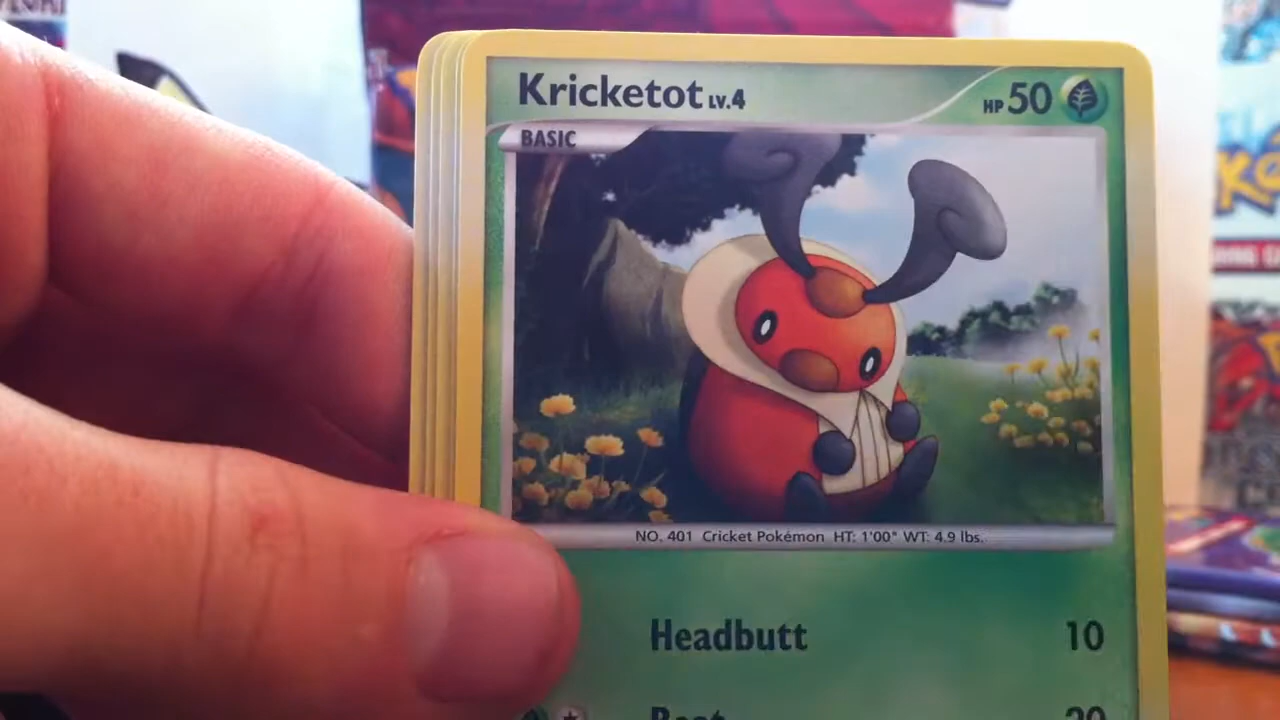 Kricketot LV.4 HP 50
BASIC
NO. 401 Cricket Pokémon HT: 1'00" WT: 4.9 lbs.
Headbutt 10